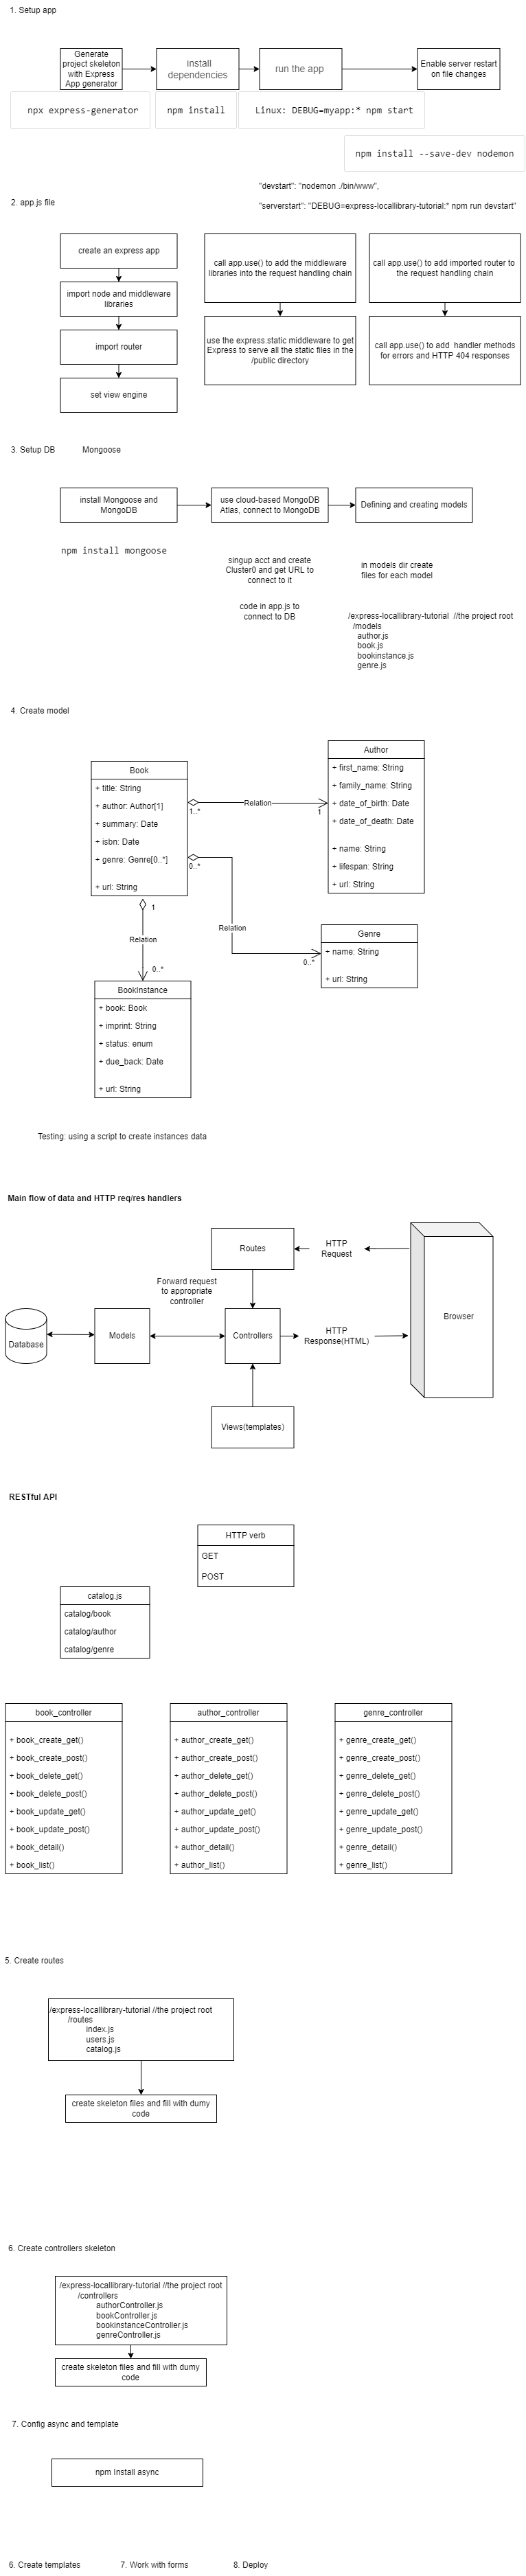 1. Setup app
Generate
project skeleton
with Express
App generator
install
dependencies
run the app
Enable server restart
on file changes
npx express-generator
npm install
Linux: DEBUG=myapp:* npm start
npm install --save-dev nodemon
"devstart": "nodemon ./bin/www",
"serverstart": "DEBUG=express-locallibrary-tutorial:* npm run devstart"
2. app.js file
create an express app
import node and middleware
libraries
import router
set view engine
call app.use() to add the middleware
libraries into the request handling chain
use the express.static middleware to get
Express to serve all the static files in the
/public directory
call app.use() to add imported router to
the request handling chain
call app.use() to add handler methods
for errors and HTTP 404 responses
3. Setup DB
Mongoose
install Mongoose and
MongoDB
use cloud-based MongoDB
Atlas, connect to MongoDB
Defining and creating models
npm install mongoose
singup acct and create
Cluster0 and get URL to
connect to it
in models dir create
files for each model
code in app.js to
connect to DB
/express-locallibrary-tutorial //the project root
/models
author.js
book.js
bookinstance.js
genre.js
4. Create model
Book
+ title: String
+ author: Author[1]
+ summary: Date
+ isbn: Date
+ genre: Genre[0..*]
+ url: String
Relation
1..*
1
Author
+ first_name: String
+ family_name: String
+ date_of_birth: Date
+ date_of_death: Date
+ name: String
+ lifespan: String
+ url: String
0..*
Relation
0..*
Genre
+ name: String
+ url: String
1
Relation
0..*
BookInstance
+ book: Book
+ imprint: String
+ status: enum
+ due_back: Date
+ url: String
Testing: using a script to create instances data
Main flow of data and HTTP req/res handlers
Routes
HTTP
Request
Browser
Forward request
to appropriate
controller
Database
Models
Controllers
HTTP
Response(HTML)
Views(templates)
RESTful API
HTTP verb
GET
POST
catalog.js
catalog/book
catalog/author
catalog/genre
book_controller
+ book_create_get()
+ book_create_post()
+ book_delete_get()
+ book_delete_post()
+ book_update_get()
+ book_update_post()
+ book_detail()
+ book_list()
author_controller
+ author_create_get()
+ author_create_post()
+ author_delete_get()
+ author_delete_post()
+ author_update_get()
+ author_update_post()
+ author_detail()
+ author_list()
genre_controller
+ genre_create_get()
+ genre_create_post()
+ genre_delete_get()
+ genre_delete_post()
+ genre_update_get()
+ genre_update_post()
+ genre_detail()
+ genre_list()
5. Create routes
/express-locallibrary-tutorial //the project root
/routes
index.js
users.js
catalog.js
create skeleton files and fill with dumy
code
6. Create controllers skeleton
/express-locallibrary-tutorial //the project root
/controllers
authorController.js
bookController.js
bookinstanceController.js
genreController.js
create skeleton files and fill with dumy
code
7. Config async and template
npm Install async
6. Create templates
7. Work with forms
8. Deploy